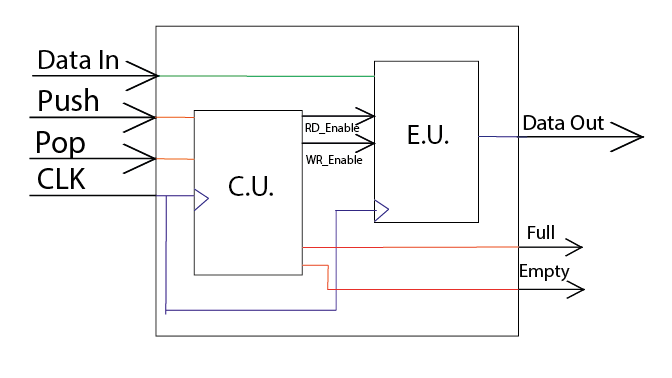 Data In
Push
Pop
CLK
C.U.
RD_Enable
WR_Enable
E.U.
Data Out
Full
Empty